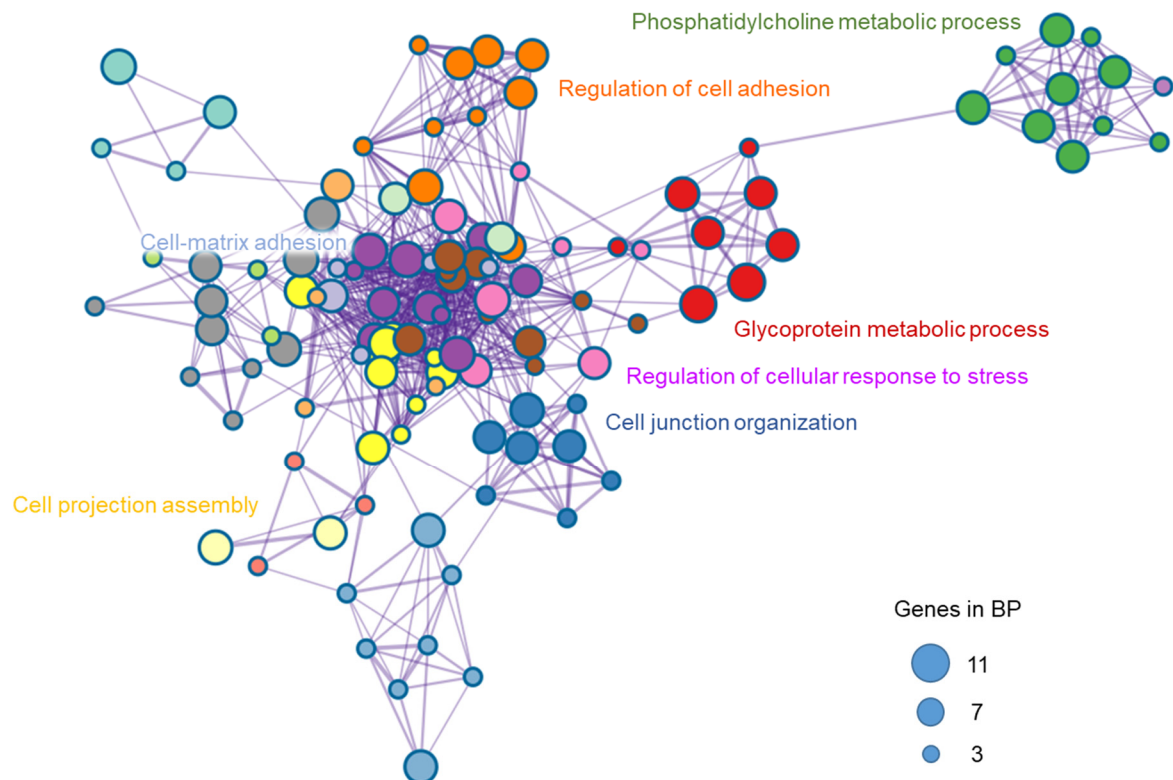 Phosphatidylcholine metabolic process
Regulation of cell adhesion
Cell-matrix adhesion
Glycoprotein metabolic process
Regulation of cellular response to stress
Cell junction organization
Cell projection assembly
Genes in BP
11
7
3